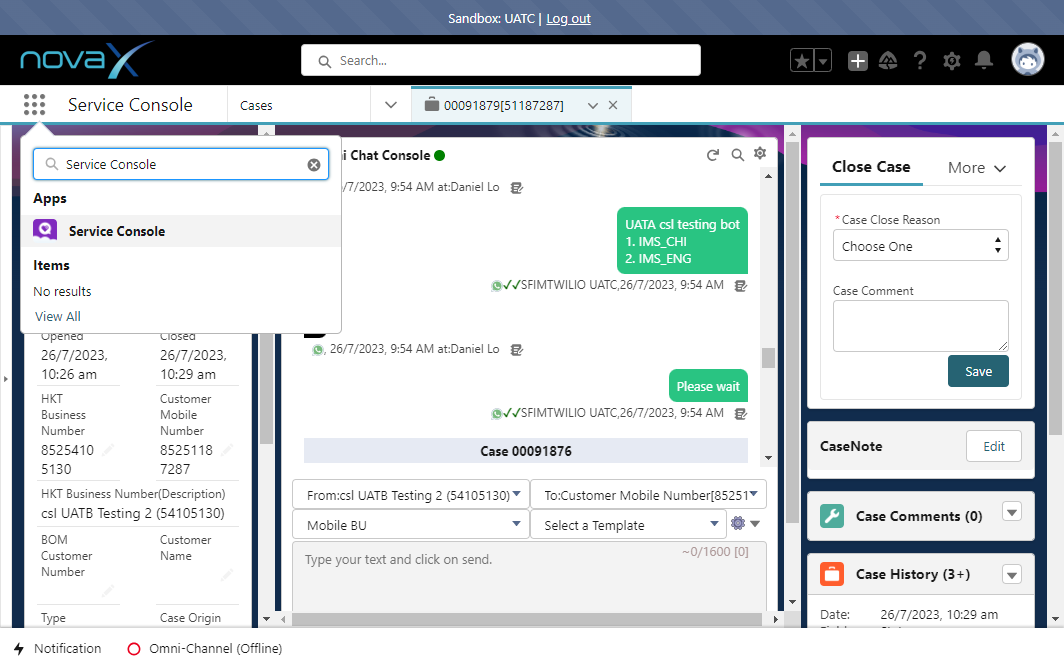 Sandbox: UATC | Log out
novaX
Search...
Service Console
Cases
00091879[51187287]
Service Console
Apps
Service Console
Items
No results
View All
Opened
Closed
26/7/2023,
10:26 am
26/7/2023,
10:29 am
HKT
Business
Number
Customer
Mobile
Number
8525410
5130
8525118
7287
HKT Business Number(Description)
csl UATB Testing 2 (54105130)
BOM
Customer
Number
Customer
Name
Type
Case Origin
i Chat Console
/7/2023, 9:54 AM at:Daniel Lo
UATA csl testing bot
1. IMS_CHI
2. IMS_ENG
SFIMTWILIO UATC,26/7/2023, 9:54 AM
, 26/7/2023, 9:54 AM at:Daniel Lo
Please wait
SFIMTWILIO UATC,26/7/2023, 9:54 AM
Case 00091876
From:csl UATB Testing 2 (54105130)
To:Customer Mobile Number[85251
Mobile BU
Select a Template
Type your text and click on send.
~0/1600 [0]
Close Case
More
*Case Close Reason
Choose One
Case Comment
Save
CaseNote
Edit
Case Comments (0)
Case History (3+)
Date:
26/7/2023, 10:29 am
Notification
Omni-Channel (Offline)